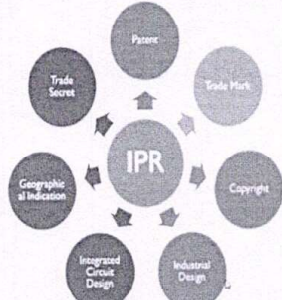 Patent
Trade
Secret
Trade Mark
IPR
Geographic
al Indication
Copyright
Integrated
Circuit
Design
Industrial
Design